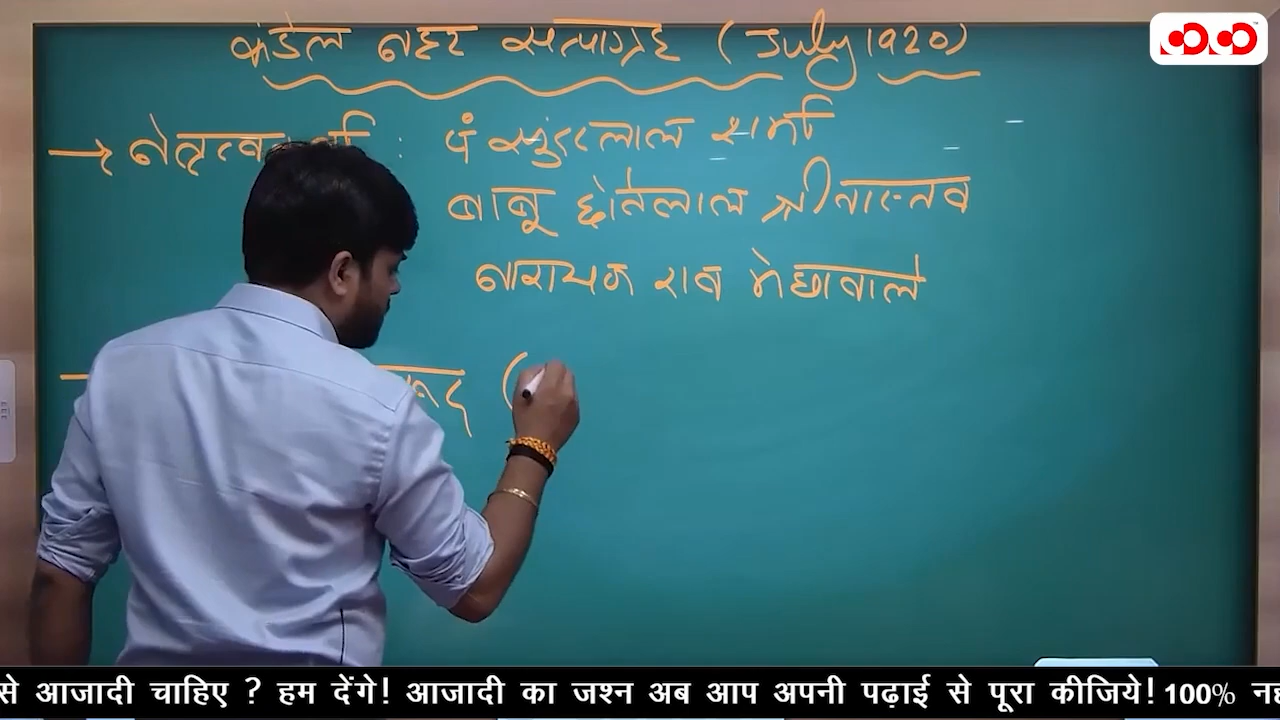 कंडेल नहर सत्याग्रह (July 1920)
→ नेतृत्व : पं सुंदरलाल शर्मा
बाबू छोटेलाल श्रीवास्तव
नारायण राव मेघावाले
(
से आजादी चाहिए ? हम देंगे! आजादी का जश्न अब आप अपनी पढ़ाई से पूरा कीजिये! 100%